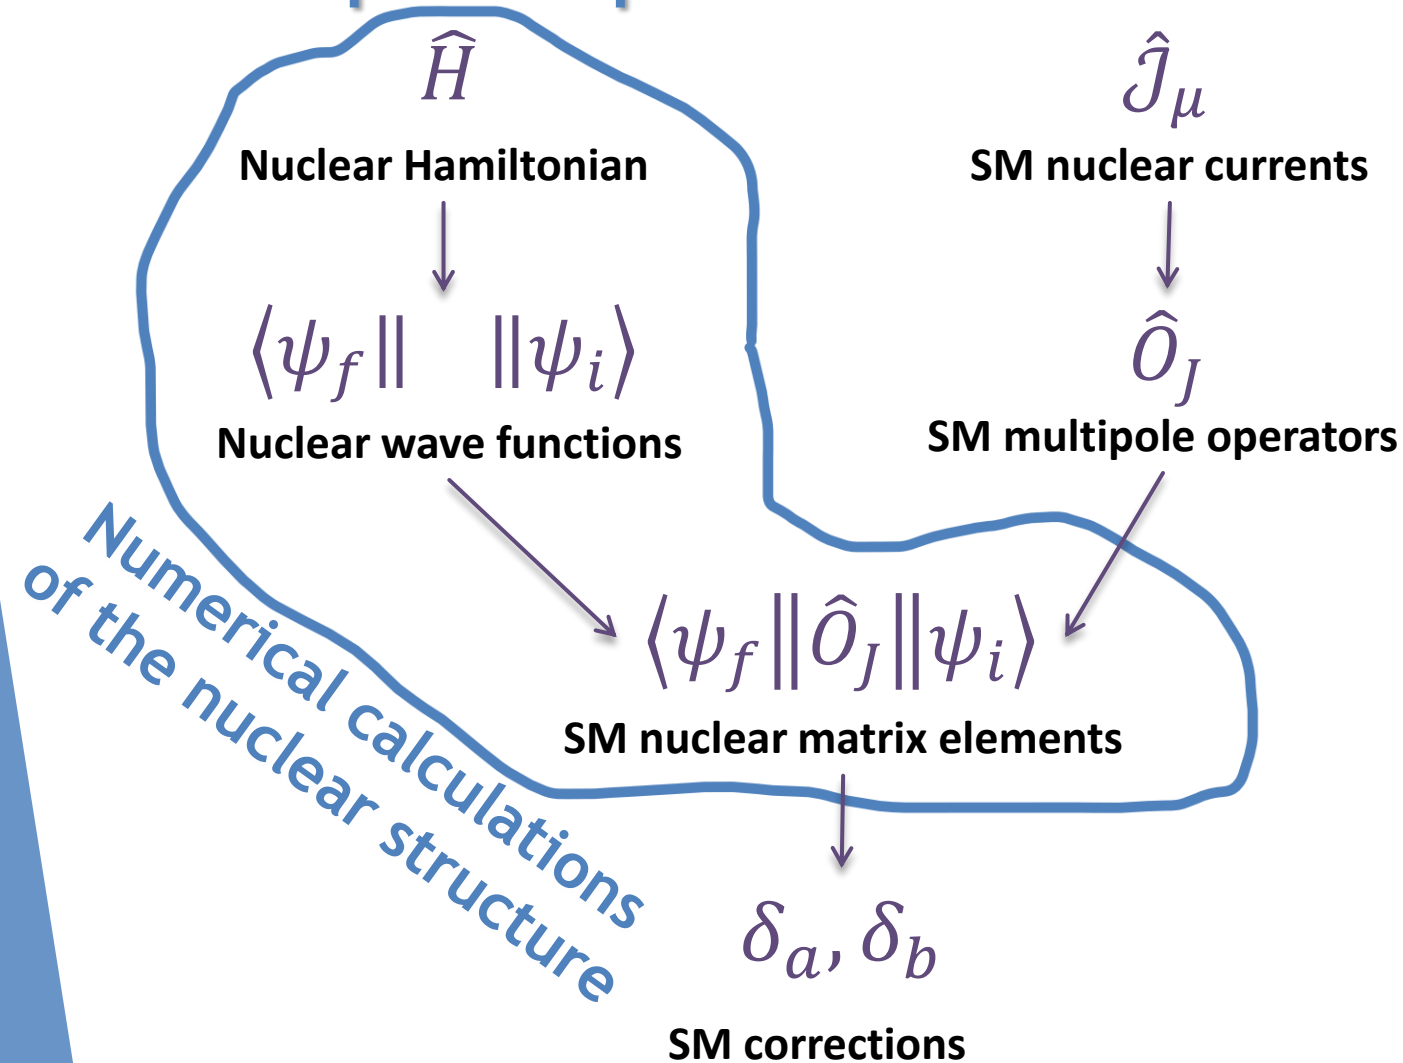 Ĥ
𝒥̂_μ
Nuclear Hamiltonian
SM nuclear currents
⟨ψ_f‖ ‖ψ_i⟩
Ô_J
Nuclear wave functions
SM multipole operators
Numerical calculations
of the nuclear structure
⟨ψ_f‖Ô_J‖ψ_i⟩
SM nuclear matrix elements
δ_a, δ_b
SM corrections